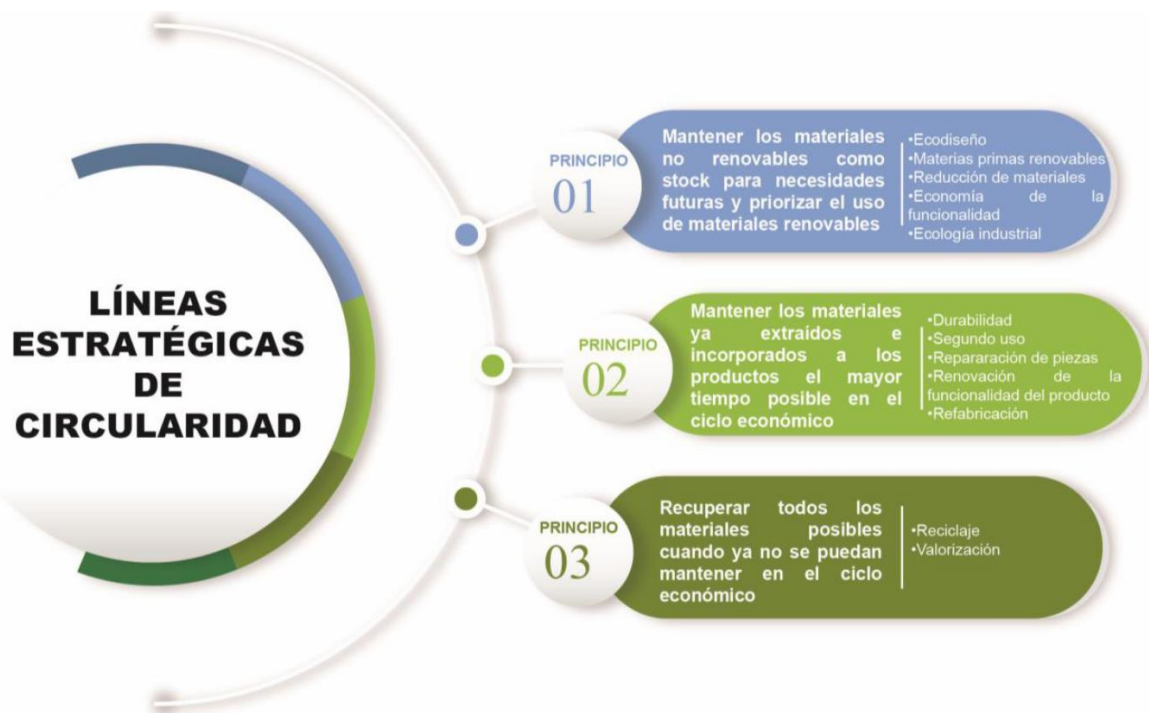 LÍNEAS
ESTRATÉGICAS
DE
CIRCULARIDAD
PRINCIPIO
01
Mantener los materiales
no renovables como
stock para necesidades
futuras y priorizar el uso
de materiales renovables
•Ecodiseño
•Materias primas renovables
•Reducción de materiales
•Economía de la
funcionalidad
•Ecología industrial
PRINCIPIO
02
Mantener los materiales
ya extraídos e
incorporados a los
productos el mayor
tiempo posible en el
ciclo económico
•Durabilidad
•Segundo uso
•Repararación de piezas
•Renovación de la
funcionalidad del producto
•Refabricación
PRINCIPIO
03
Recuperar todos los
materiales posibles
cuando ya no se puedan
mantener en el ciclo
económico
•Reciclaje
•Valorización